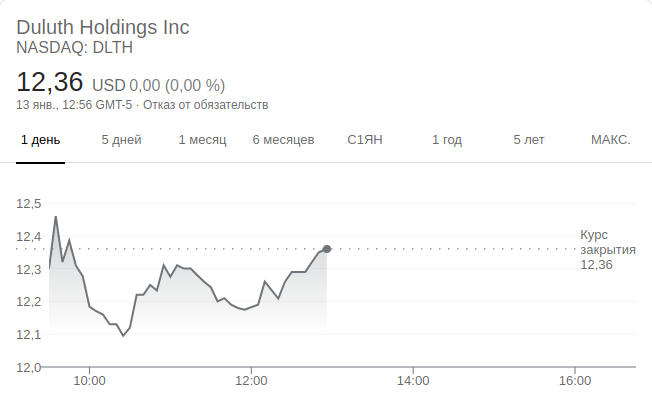 Duluth Holdings Inc
NASDAQ: DLTH
12,36 USD 0,00 (0,00 %)
13 янв., 12:56 GMT-5 · Отказ от обязательств
1 день 5 дней 1 месяц 6 месяцев С1ЯН 1 год 5 лет МАКС.
12,5
12,4
12,3
12,2
12,1
12,0
Курс
закрытия
12,36
10:00 12:00 14:00 16:00